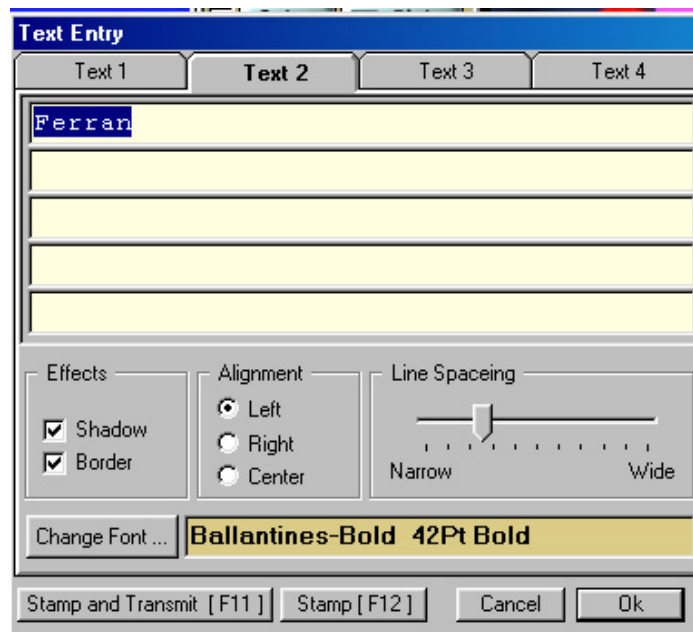 Text Entry
Text 1 Text 2 Text 3 Text 4
Ferran
Effects Alignment Line Spaceing
Shadow
Border
Left
Right
Center
Narrow Wide
Change Font ... Ballantines-Bold 42Pt Bold
Stamp and Transmit [ F11 ] Stamp [ F12 ] Cancel Ok